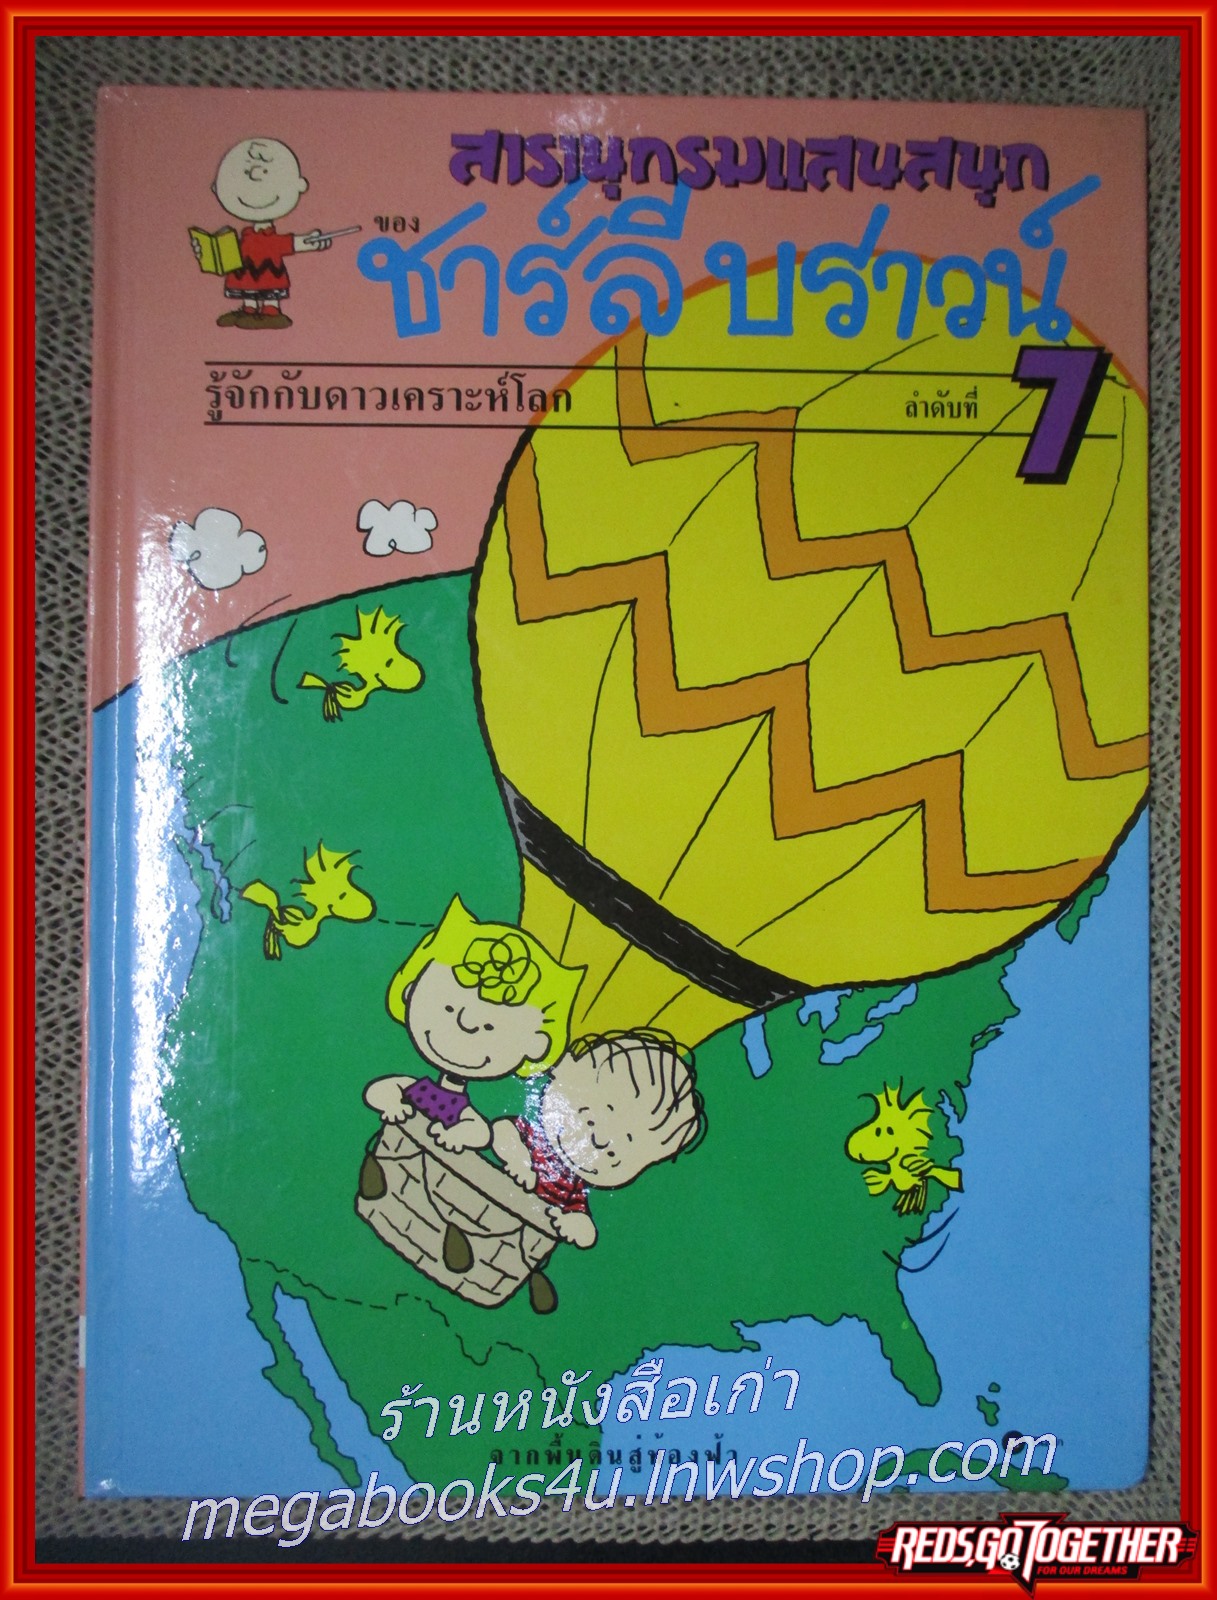 สารานุกรมแสนสนุก
ของ
ชาร์ลี บราวน์
รู้จักกับดาวเคราะห์โลก ลำดับที่ 7
ร้านหนังสือเก่า
จากพื้นดินสู่ท้องฟ้า
megabooks4u.lnwshop.com
REDS,GO TOGETHER
FOR OUR DREAMS